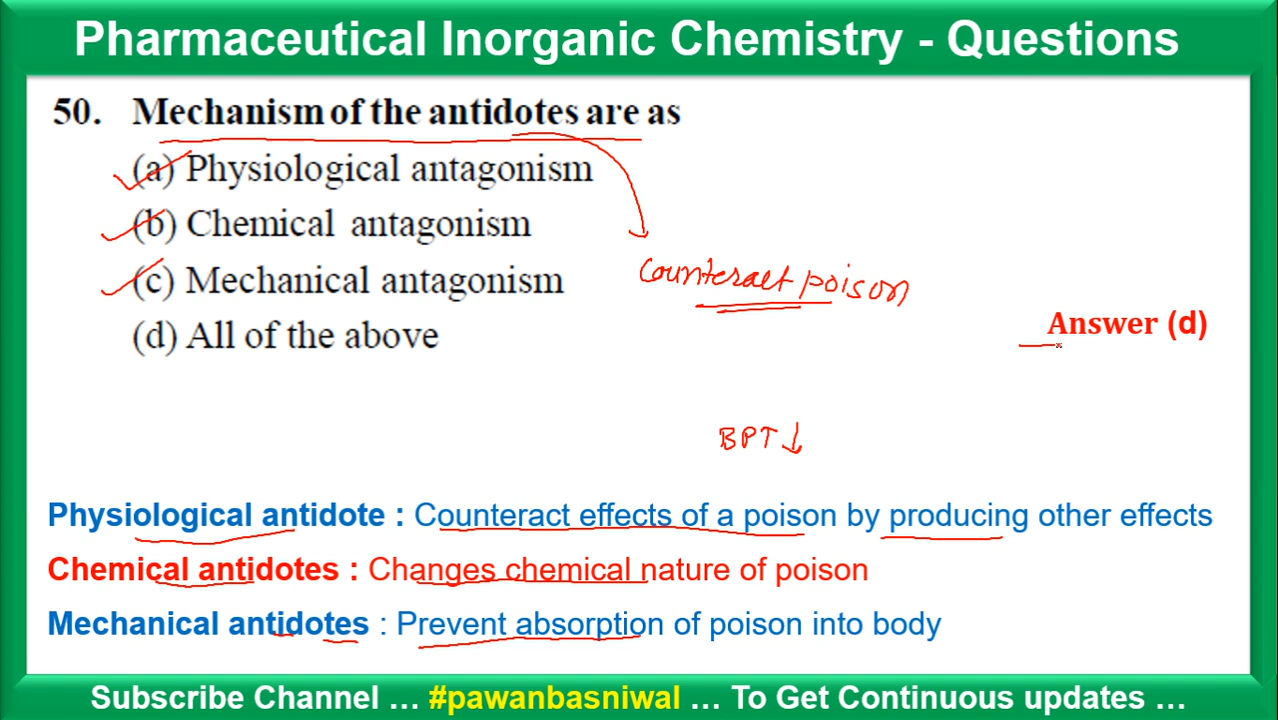 Pharmaceutical Inorganic Chemistry - Questions
50. Mechanism of the antidotes are as
(a) Physiological antagonism
(b) Chemical antagonism
(c) Mechanical antagonism
Counteract poison
Answer (d)
(d) All of the above
BPT↓
Physiological antidote : Counteract effects of a poison by producing other effects
Chemical antidotes : Changes chemical nature of poison
Mechanical antidotes : Prevent absorption of poison into body
Subscribe Channel ... #pawanbasniwal ... To Get Continuous updates ...